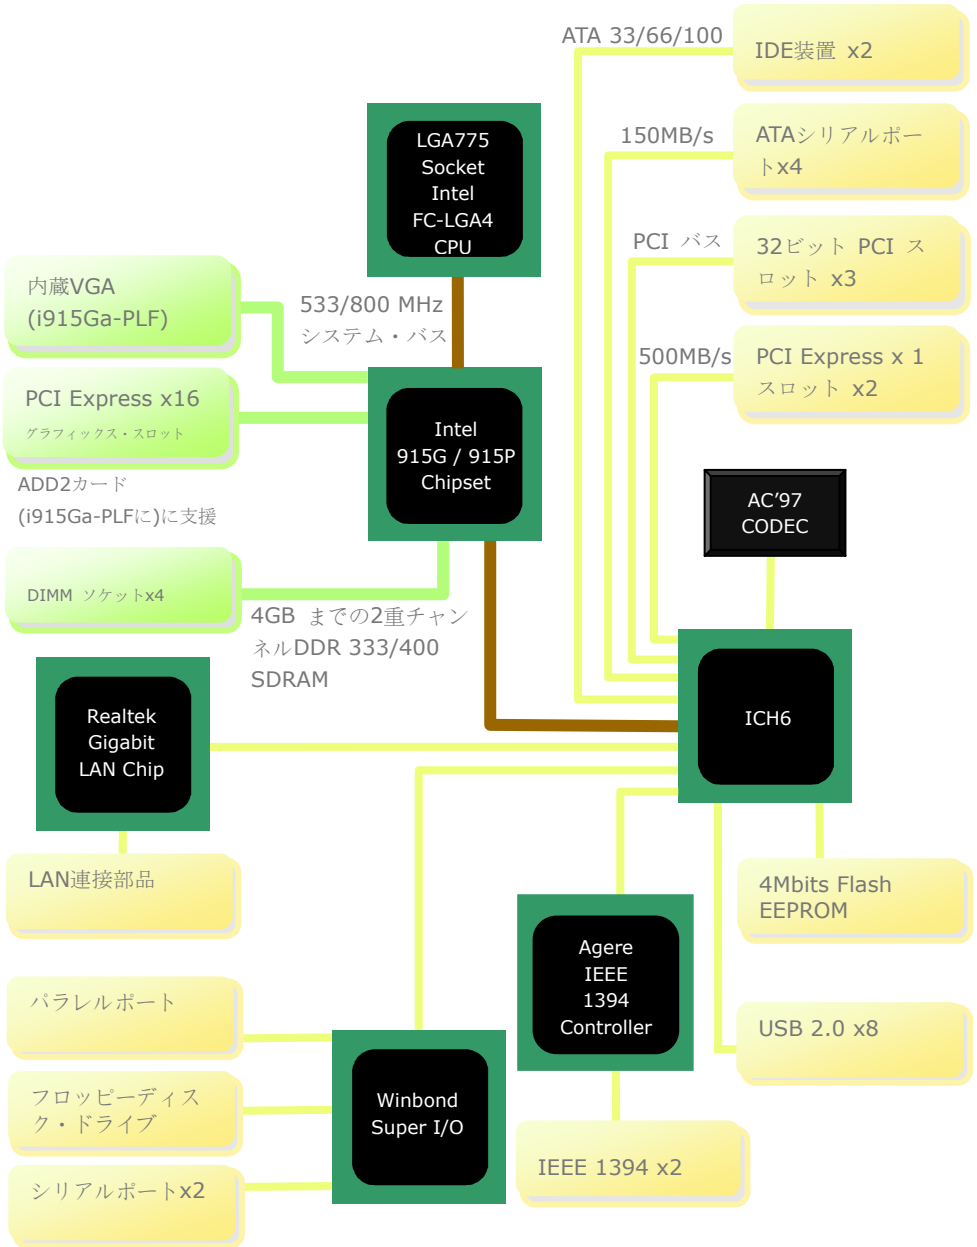 ATA 33/66/100
IDE装置 x2
150MB/s
ATAシリアルポー
トx4
PCI バス
32ビット PCI ス
ロット x3
500MB/s
PCI Express x 1
スロット x2
LGA775
Socket
Intel
FC-LGA4
CPU
内蔵VGA
(i915Ga-PLF)
533/800 MHz
システム・バス
PCI Express x16
グラフィックス・スロット
ADD2カード
(i915Ga-PLFに)に支援
Intel
915G / 915P
Chipset
AC'97
CODEC
DIMM ソケットx4
4GB までの2重チャン
ネルDDR 333/400
SDRAM
Realtek
Gigabit
LAN Chip
ICH6
LAN連接部品
4Mbits Flash
EEPROM
Agere
IEEE
1394
Controller
パラレルポート
USB 2.0 x8
フロッピーディス
ク・ドライブ
Winbond
Super I/O
シリアルポートx2
IEEE 1394 x2